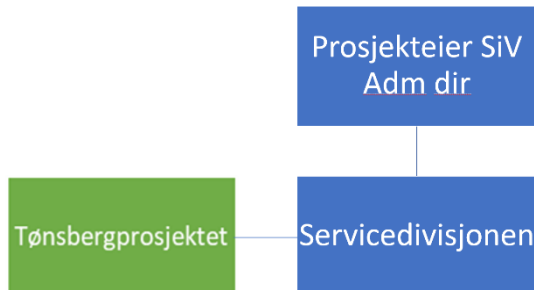 Prosjekteier SiV
Adm dir
Tønsbergprosjektet
Servicedivisjonen